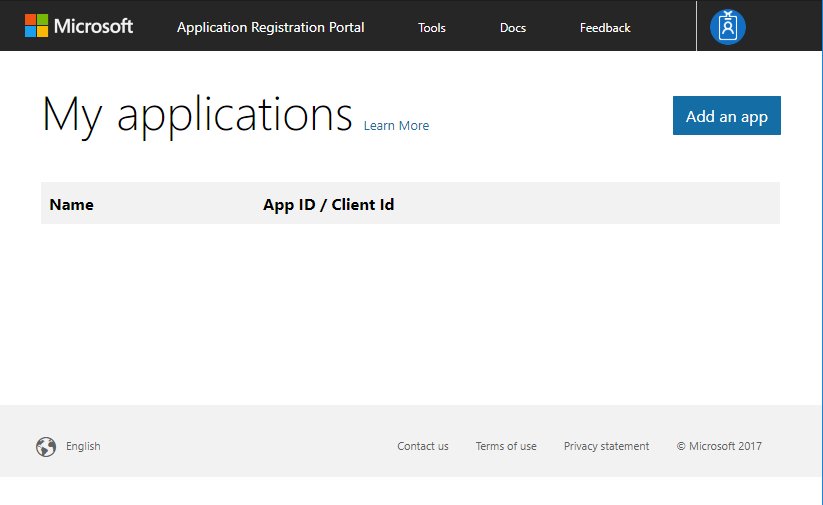 Microsoft Application Registration Portal Tools Docs Feedback
My applications Learn More Add an app
Name App ID / Client Id
English Contact us Terms of use Privacy statement © Microsoft 2017